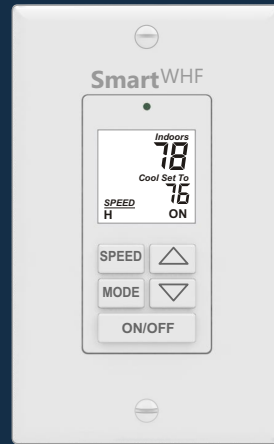 SmartWHF
Indoors
78
Cool Set To
76
SPEED
H ON
SPEED
MODE
ON/OFF